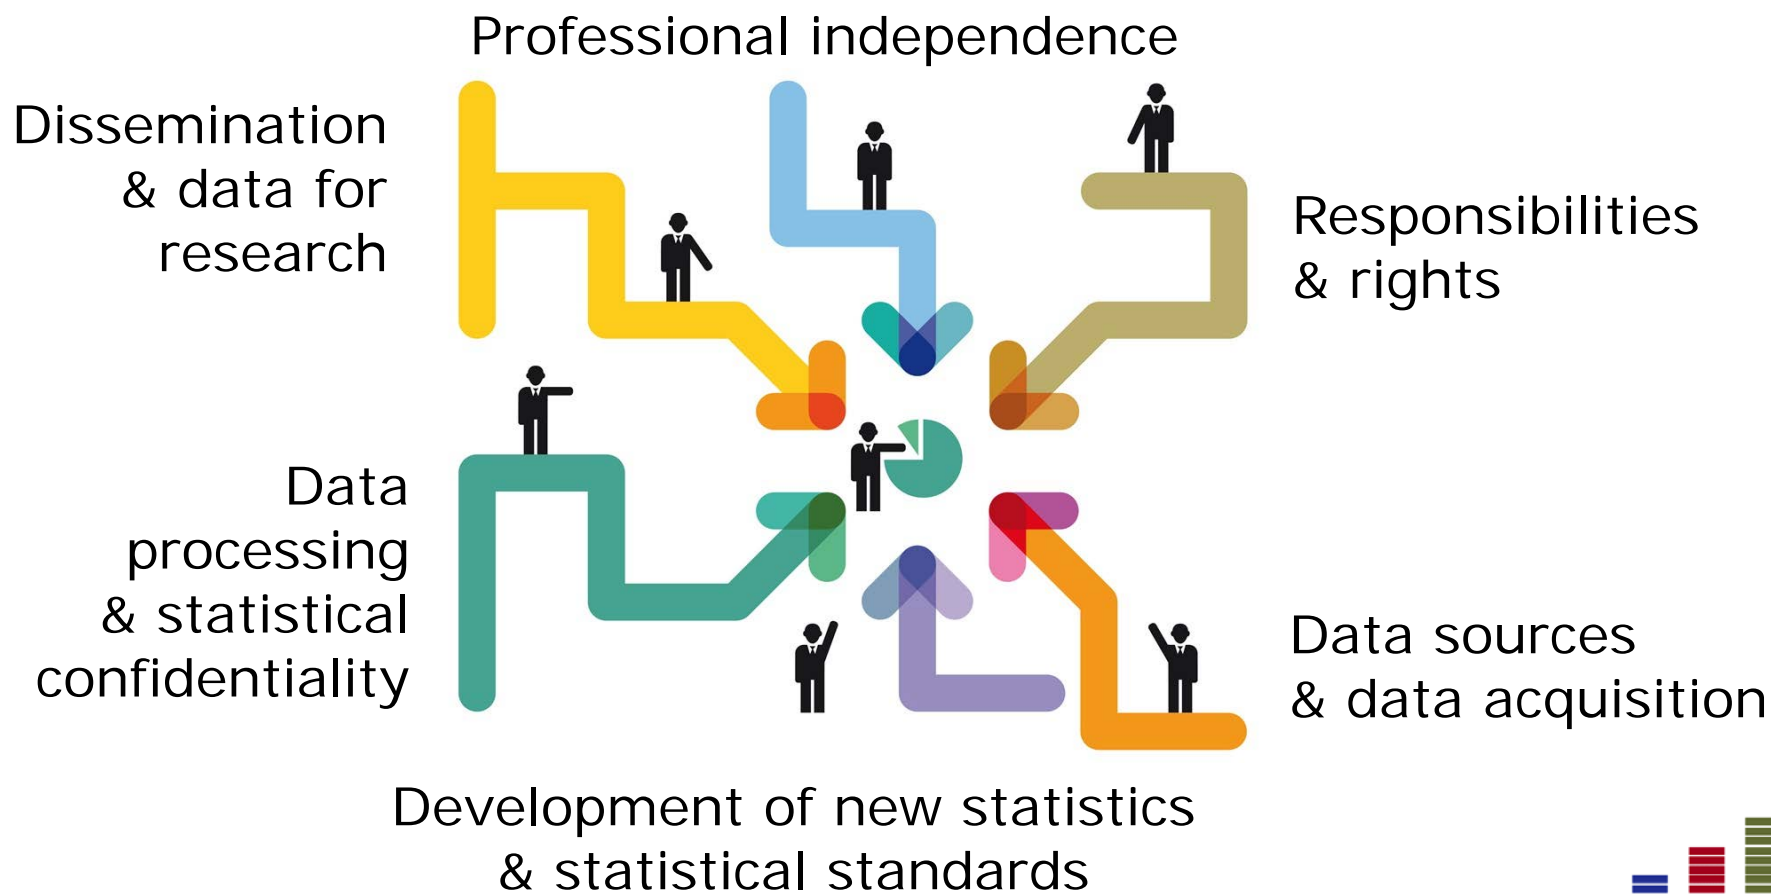 Professional independence
Dissemination
& data for
research
Responsibilities
& rights
Data
processing
& statistical
confidentiality
Data sources
& data acquisition
Development of new statistics
& statistical standards